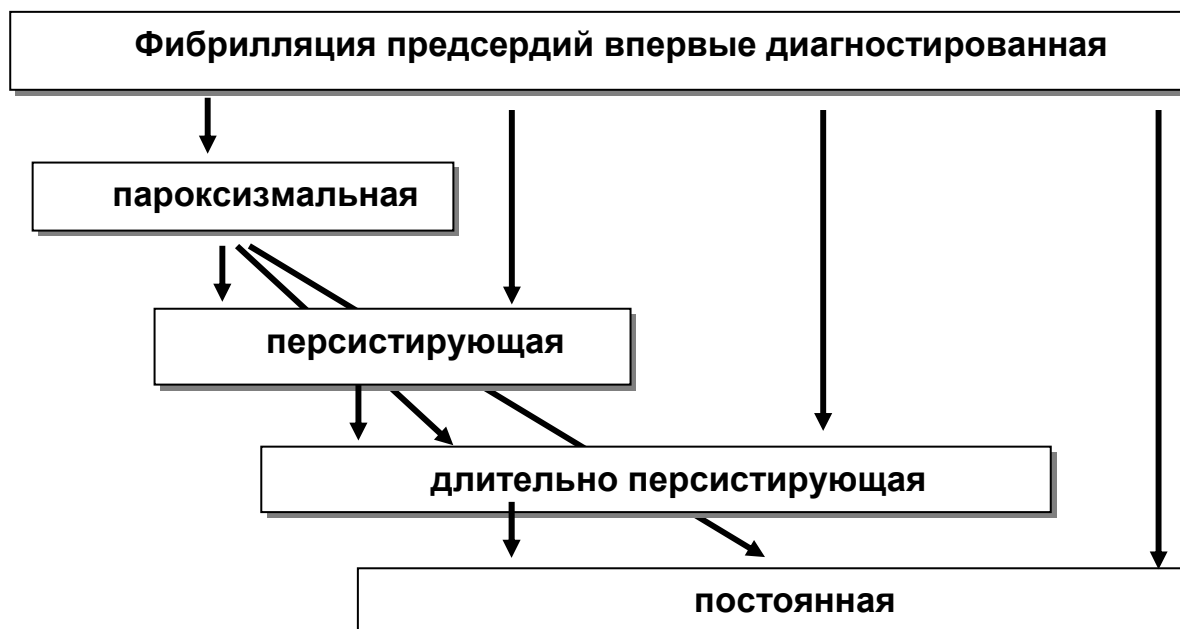 Фибрилляция предсердий впервые диагностированная
пароксизмальная
персистирующая
длительно персистирующая
постоянная